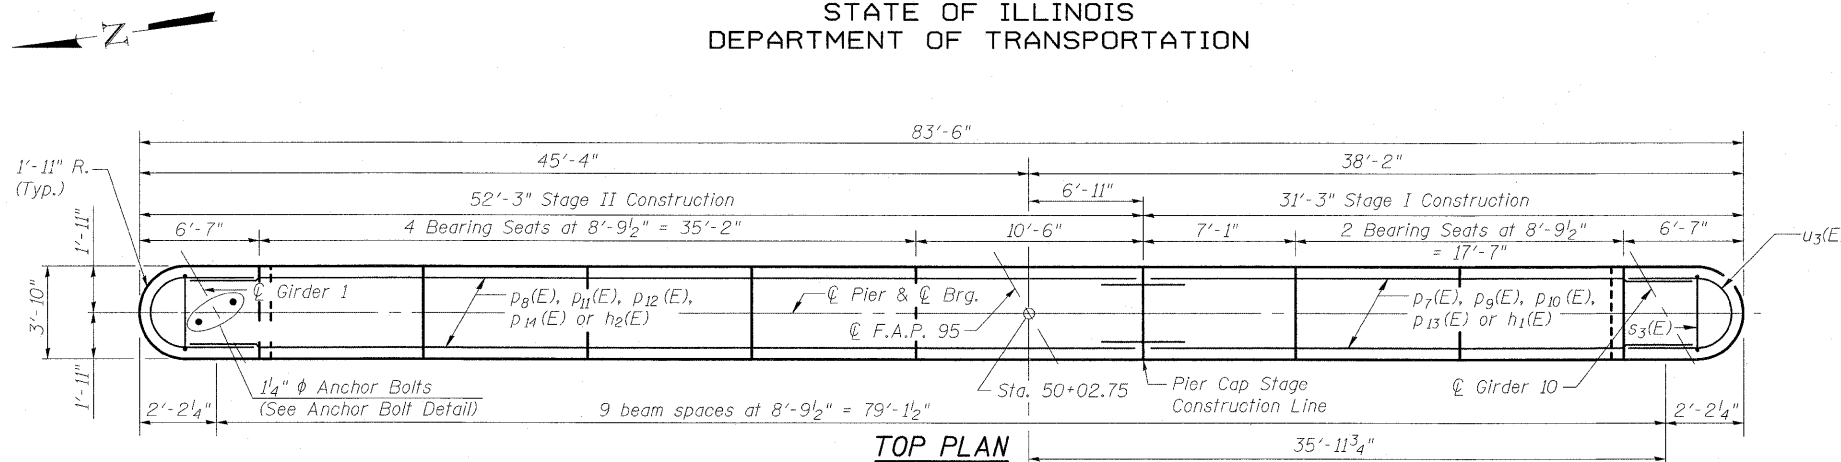 STATE OF ILLINOIS
DEPARTMENT OF TRANSPORTATION
N
83'-6"
1'-11" R.
(Typ.)
45'-4"
38'-2"
6'-11"
52'-3" Stage II Construction
31'-3" Stage I Construction
6'-7"
4 Bearing Seats at 8'-9½" = 35'-2"
10'-6"
7'-1"
2 Bearing Seats at 8'-9½"
= 17'-7"
6'-7"
u3(E
1'-11"
3'-10"
1'-11"
℄ Girder 1
p8(E), p11(E), p12(E),
p14(E) or h2(E)
℄ Pier & ℄ Brg.
℄ F.A.P. 95
p7(E), p9(E), p10(E),
p13(E) or h1(E)
s3(E)
1¼" ϕ Anchor Bolts
(See Anchor Bolt Detail)
Sta. 50+02.75
Pier Cap Stage
Construction Line
℄ Girder 10
2'-2¼"
9 beam spaces at 8'-9½" = 79'-1½"
2'-2¼"
TOP PLAN
35'-11¾"